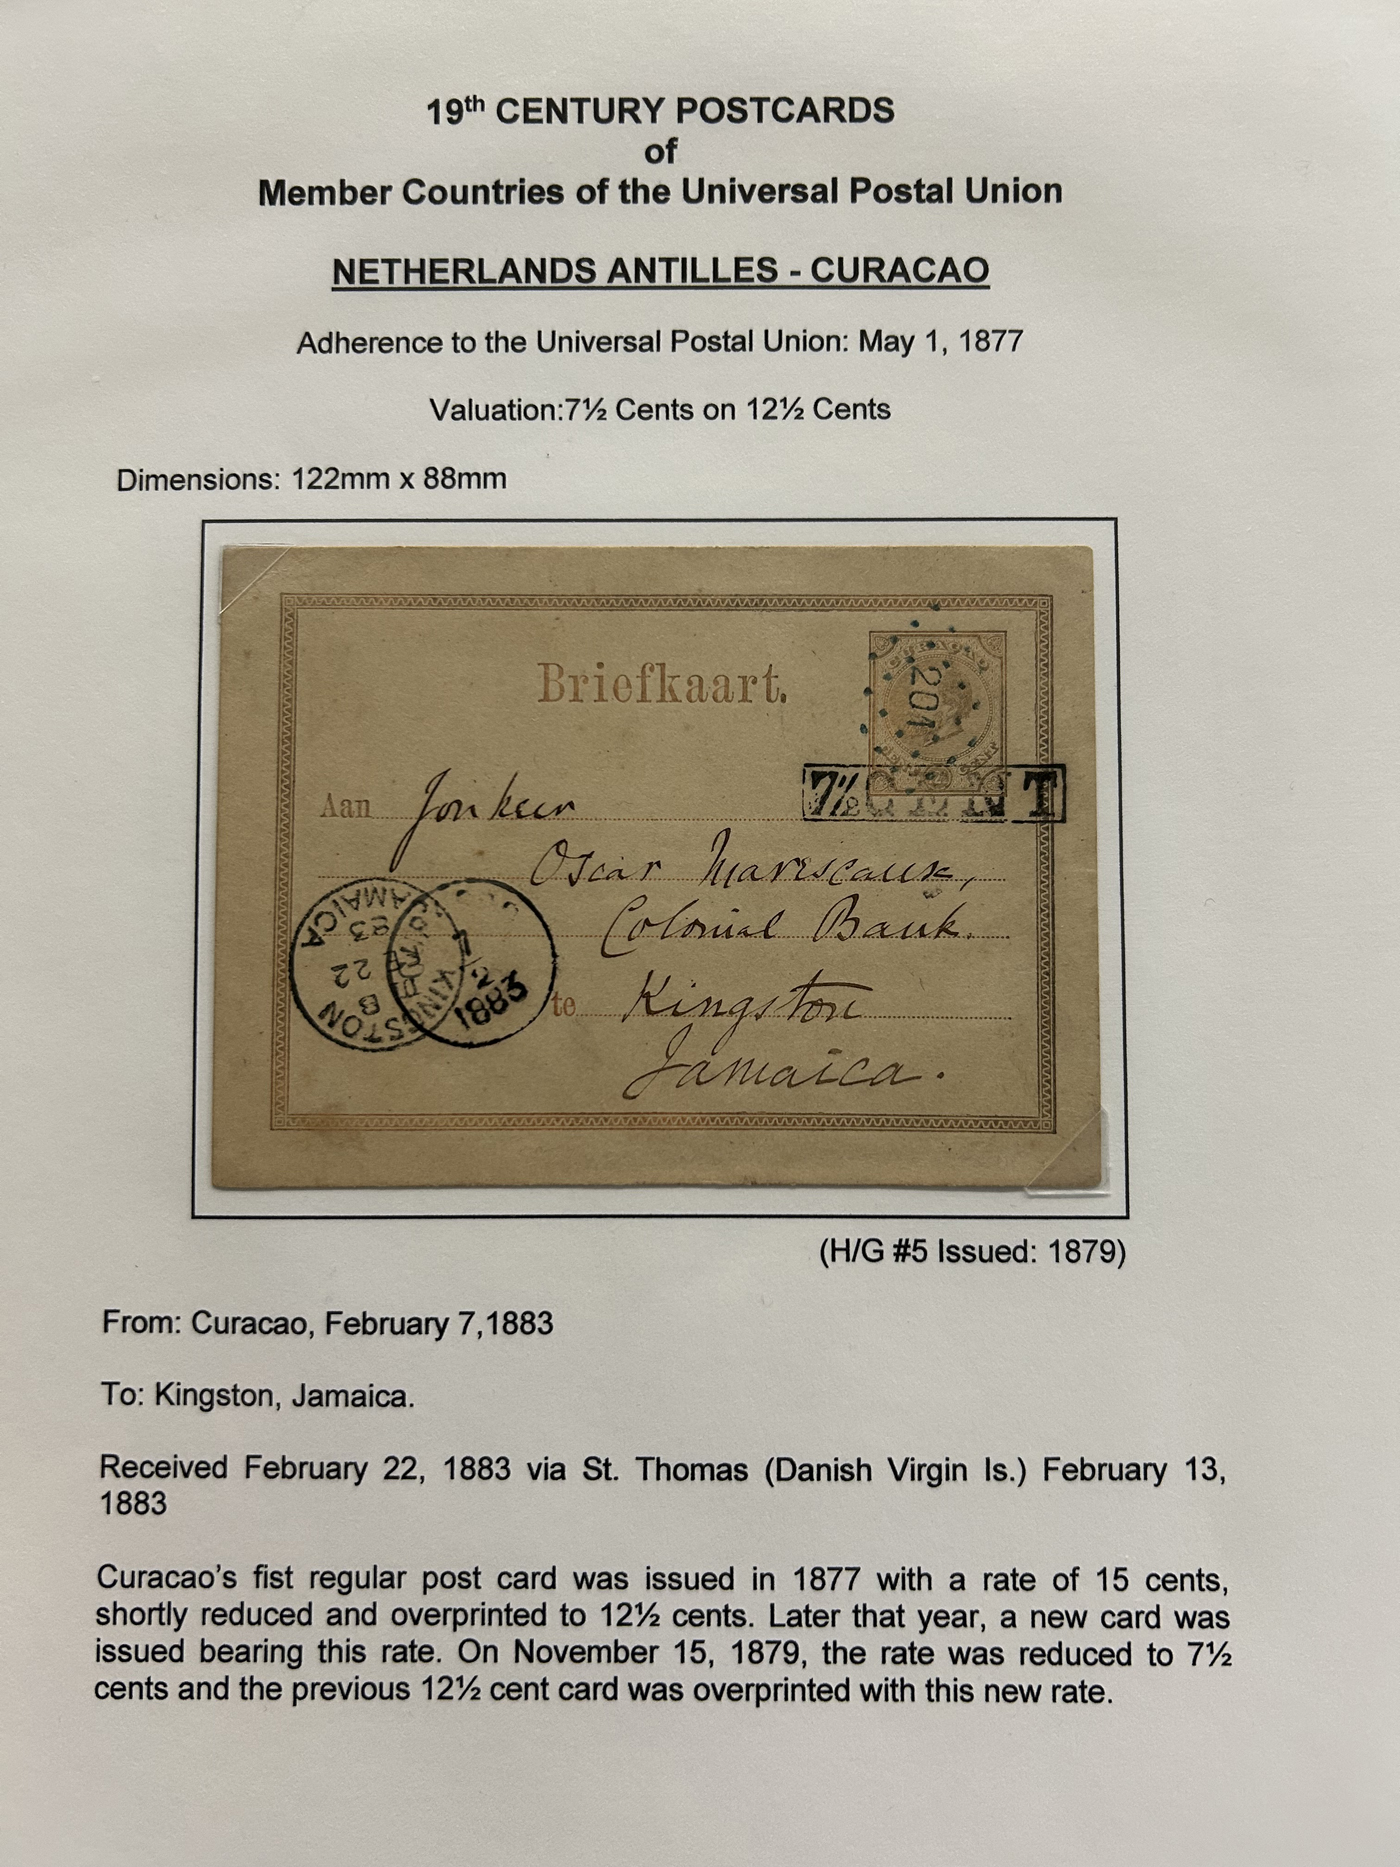 19th CENTURY POSTCARDS
of
Member Countries of the Universal Postal Union
NETHERLANDS ANTILLES - CURACAO
Adherence to the Universal Postal Union: May 1, 1877
Valuation:7½ Cents on 12½ Cents
Dimensions: 122mm x 88mm
Briefkaart.
201
7½ CENT
Aan Jonkeer
Oscar Marescaux,
Colonial Bank.
te Kingston
Jamaica.
KINGSTON JAMAICA
B
22
83
7
2
1883
(H/G #5 Issued: 1879)
From: Curacao, February 7,1883
To: Kingston, Jamaica.
Received February 22, 1883 via St. Thomas (Danish Virgin Is.) February 13,
1883
Curacao’s fist regular post card was issued in 1877 with a rate of 15 cents,
shortly reduced and overprinted to 12½ cents. Later that year, a new card was
issued bearing this rate. On November 15, 1879, the rate was reduced to 7½
cents and the previous 12½ cent card was overprinted with this new rate.